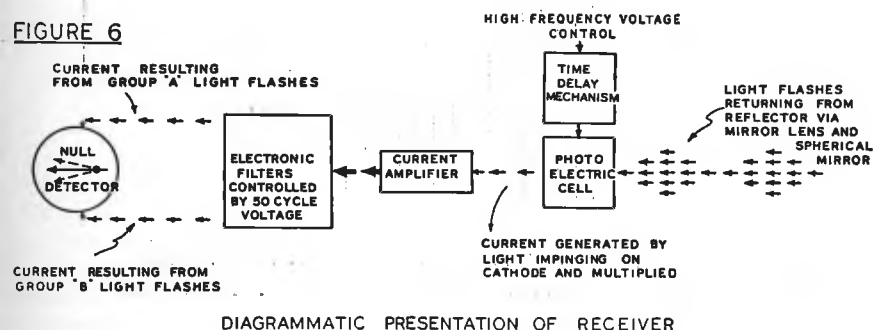 FIGURE 6
HIGH FREQUENCY VOLTAGE
CONTROL
CURRENT RESULTING
FROM GROUP "A" LIGHT FLASHES
TIME
DELAY
MECHANISM
LIGHT FLASHES
RETURNING FROM
REFLECTOR VIA
MIRROR LENS AND
SPHERICAL
MIRROR
NULL
DETECTOR
ELECTRONIC
FILTERS
CONTROLLED
BY 50 CYCLE
VOLTAGE
CURRENT
AMPLIFIER
PHOTO
ELECTRIC
CELL
CURRENT GENERATED BY
LIGHT IMPINGING ON
CATHODE AND MULTIPLIED
CURRENT RESULTING FROM
GROUP "B" LIGHT FLASHES
DIAGRAMMATIC PRESENTATION OF RECEIVER